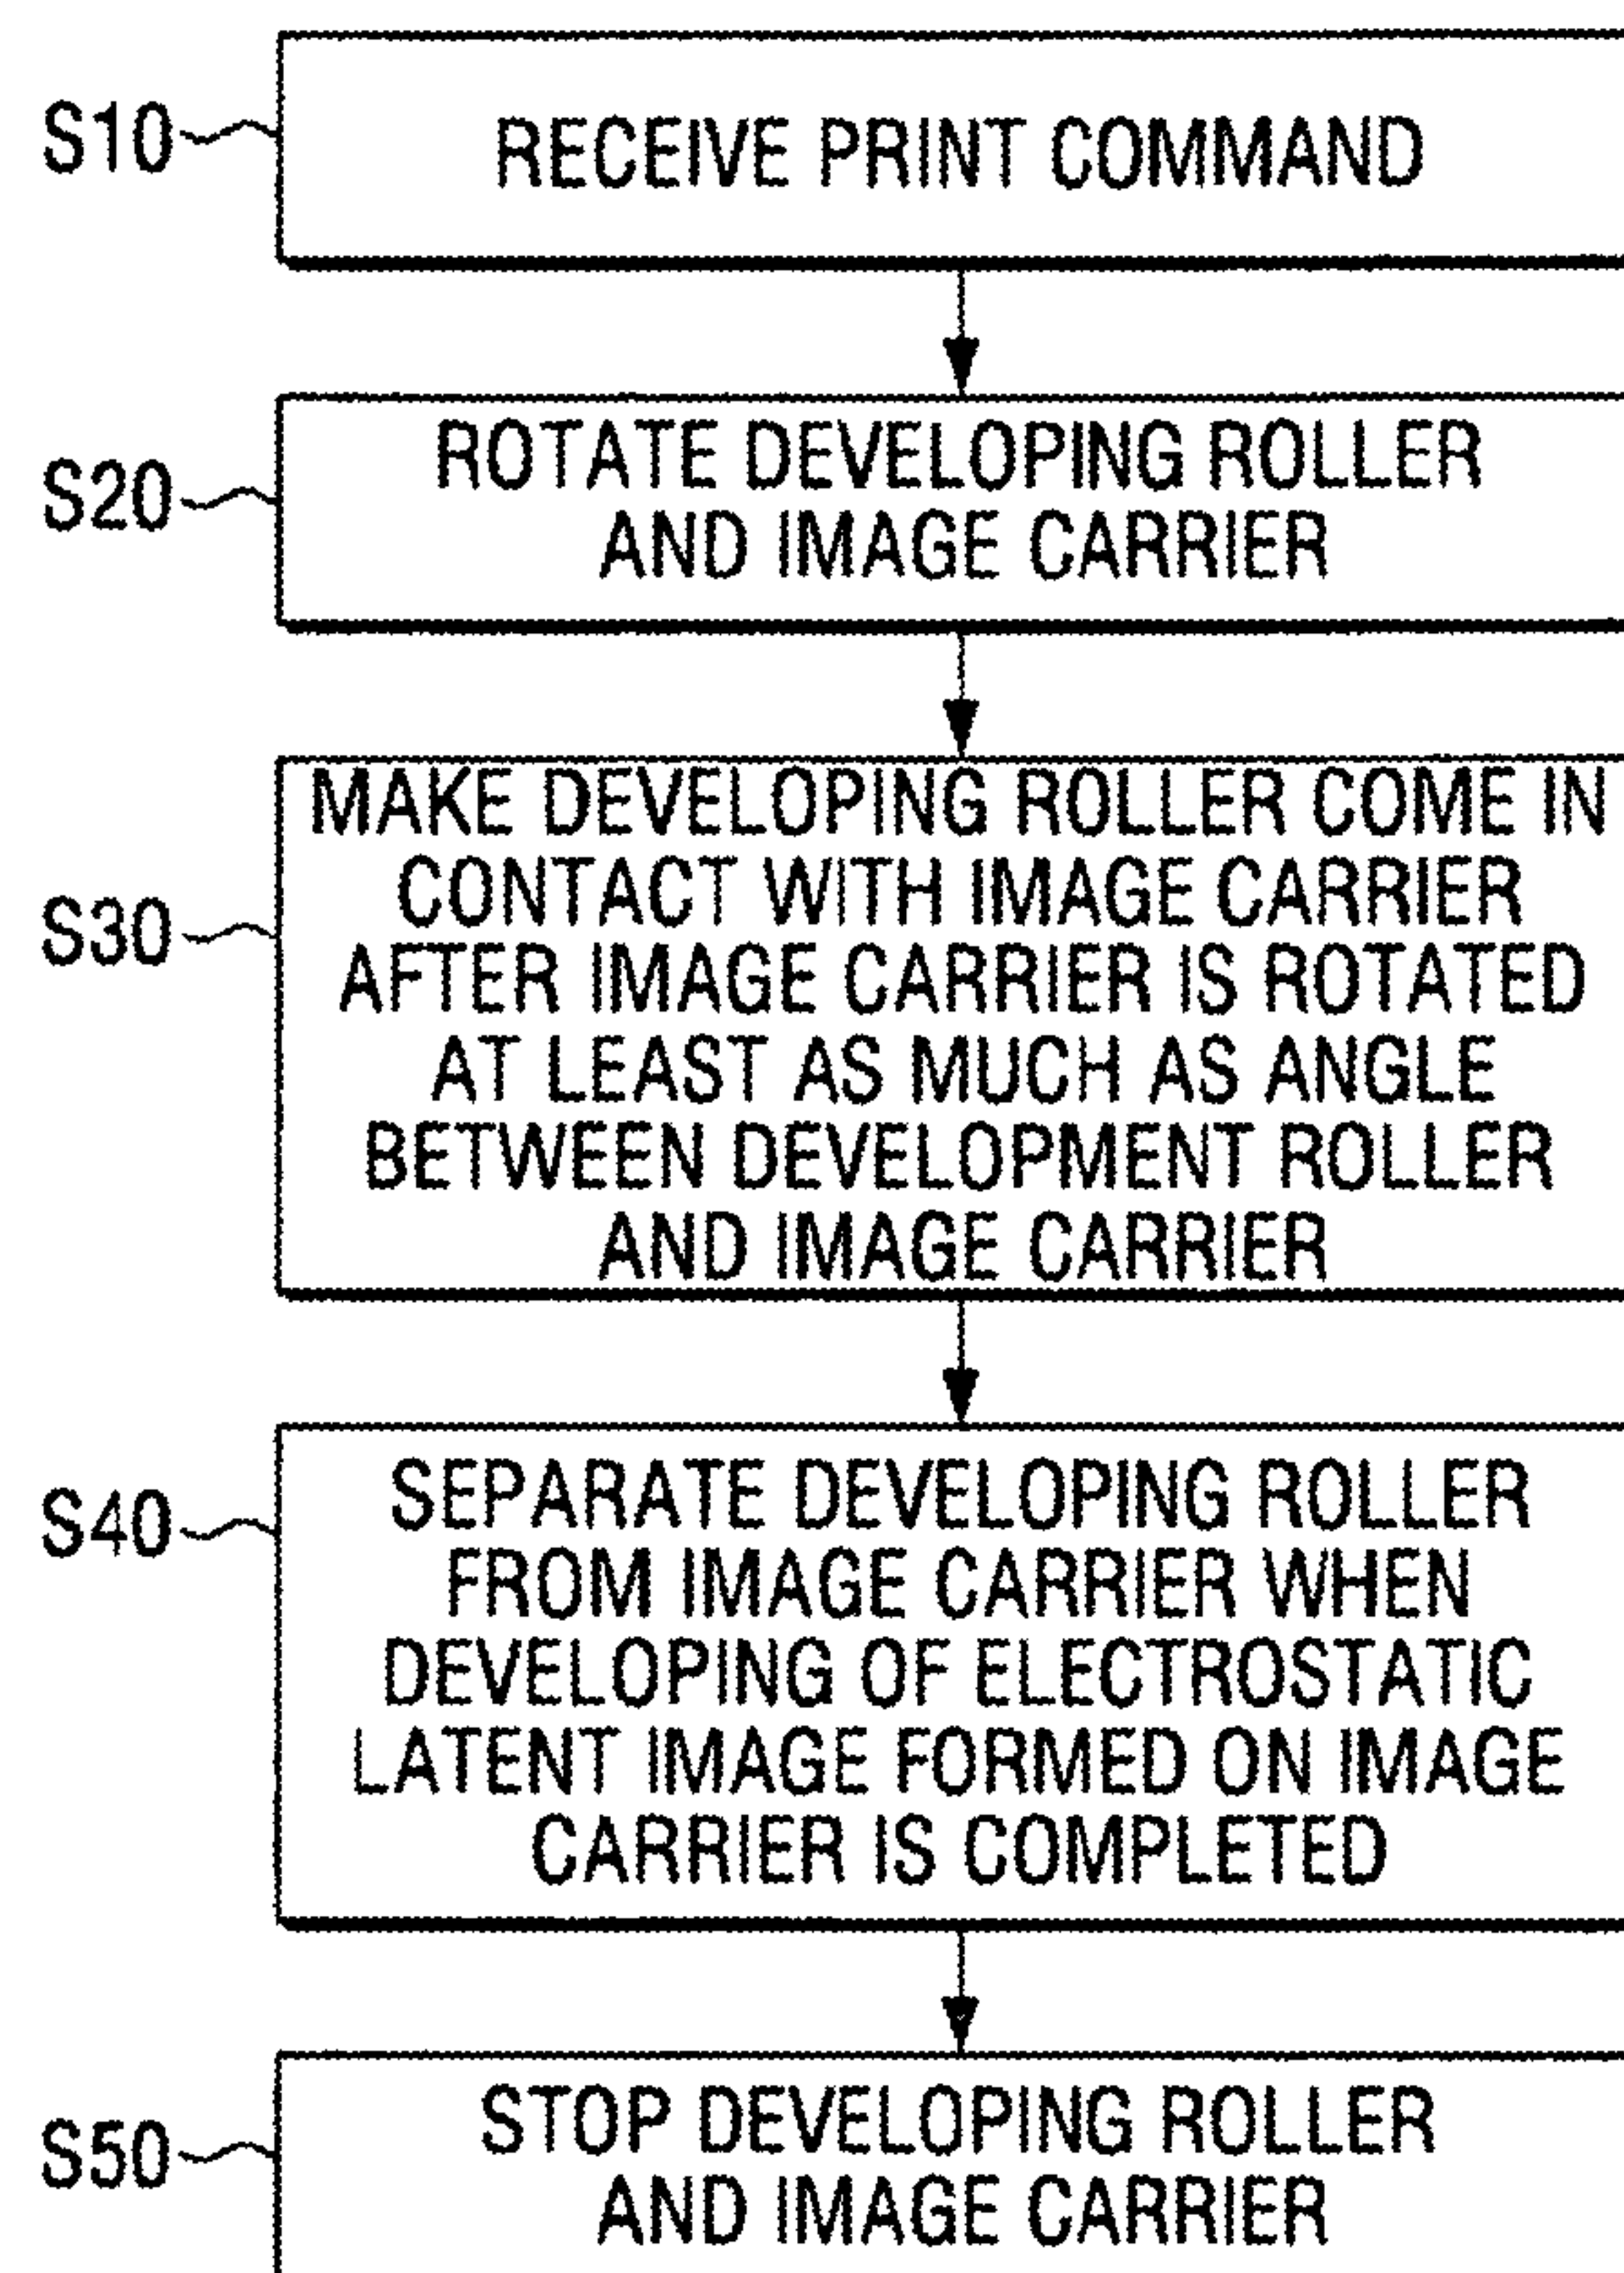 S10
RECEIVE PRINT COMMAND
S20
ROTATE DEVELOPING ROLLER
AND IMAGE CARRIER
S30
MAKE DEVELOPING ROLLER COME IN
CONTACT WITH IMAGE CARRIER
AFTER IMAGE CARRIER IS ROTATED
AT LEAST AS MUCH AS ANGLE
BETWEEN DEVELOPMENT ROLLER
AND IMAGE CARRIER
S40
SEPARATE DEVELOPING ROLLER
FROM IMAGE CARRIER WHEN
DEVELOPING OF ELECTROSTATIC
LATENT IMAGE FORMED ON IMAGE
CARRIER IS COMPLETED
S50
STOP DEVELOPING ROLLER
AND IMAGE CARRIER